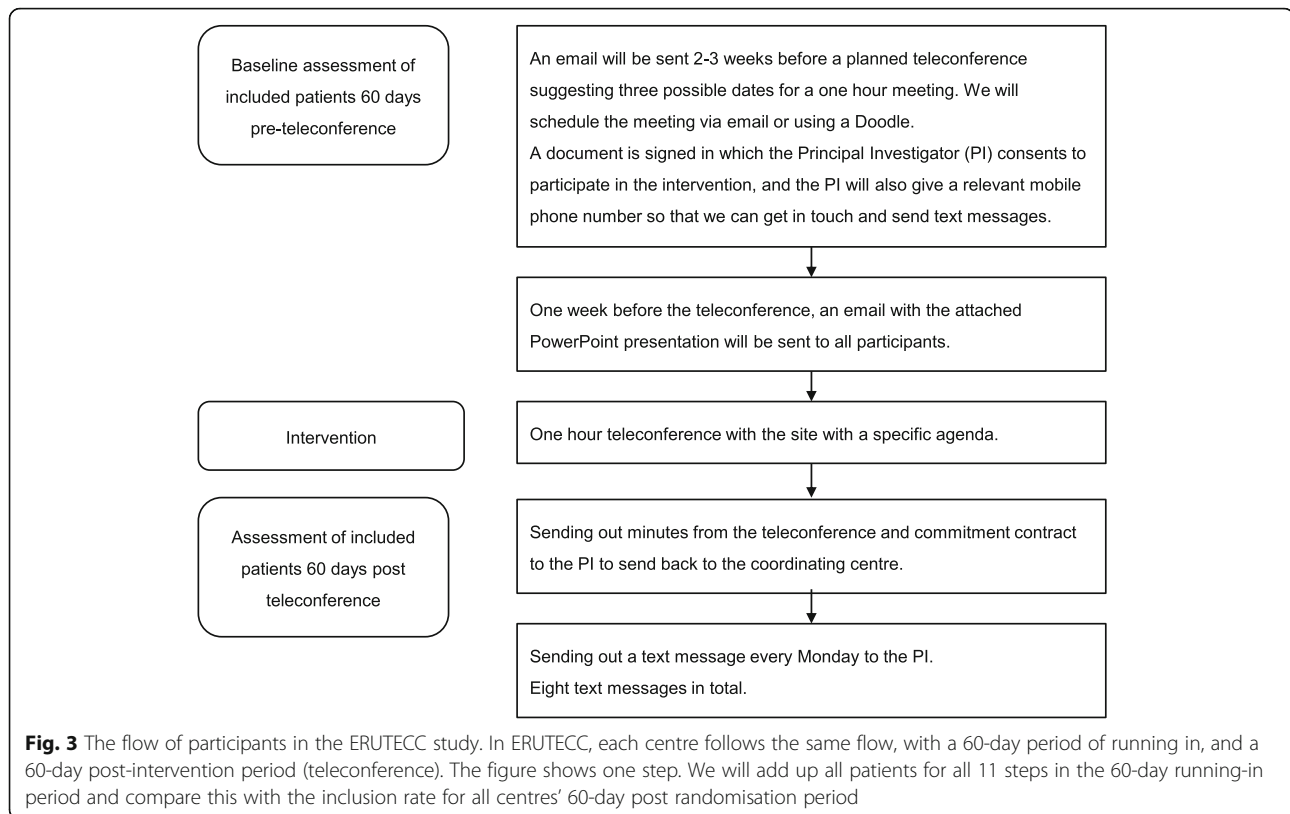 Baseline assessment of
included patients 60 days
pre-teleconference
An email will be sent 2-3 weeks before a planned teleconference
suggesting three possible dates for a one hour meeting. We will
schedule the meeting via email or using a Doodle.
A document is signed in which the Principal Investigator (PI) consents to
participate in the intervention, and the PI will also give a relevant mobile
phone number so that we can get in touch and send text messages.
One week before the teleconference, an email with the attached
PowerPoint presentation will be sent to all participants.
Intervention
One hour teleconference with the site with a specific agenda.
Assessment of included
patients 60 days post
teleconference
Sending out minutes from the teleconference and commitment contract
to the PI to send back to the coordinating centre.
Sending out a text message every Monday to the PI.
Eight text messages in total.
Fig. 3 The flow of participants in the ERUTECC study. In ERUTECC, each centre follows the same flow, with a 60-day period of running in, and a
60-day post-intervention period (teleconference). The figure shows one step. We will add up all patients for all 11 steps in the 60-day running-in
period and compare this with the inclusion rate for all centres' 60-day post randomisation period